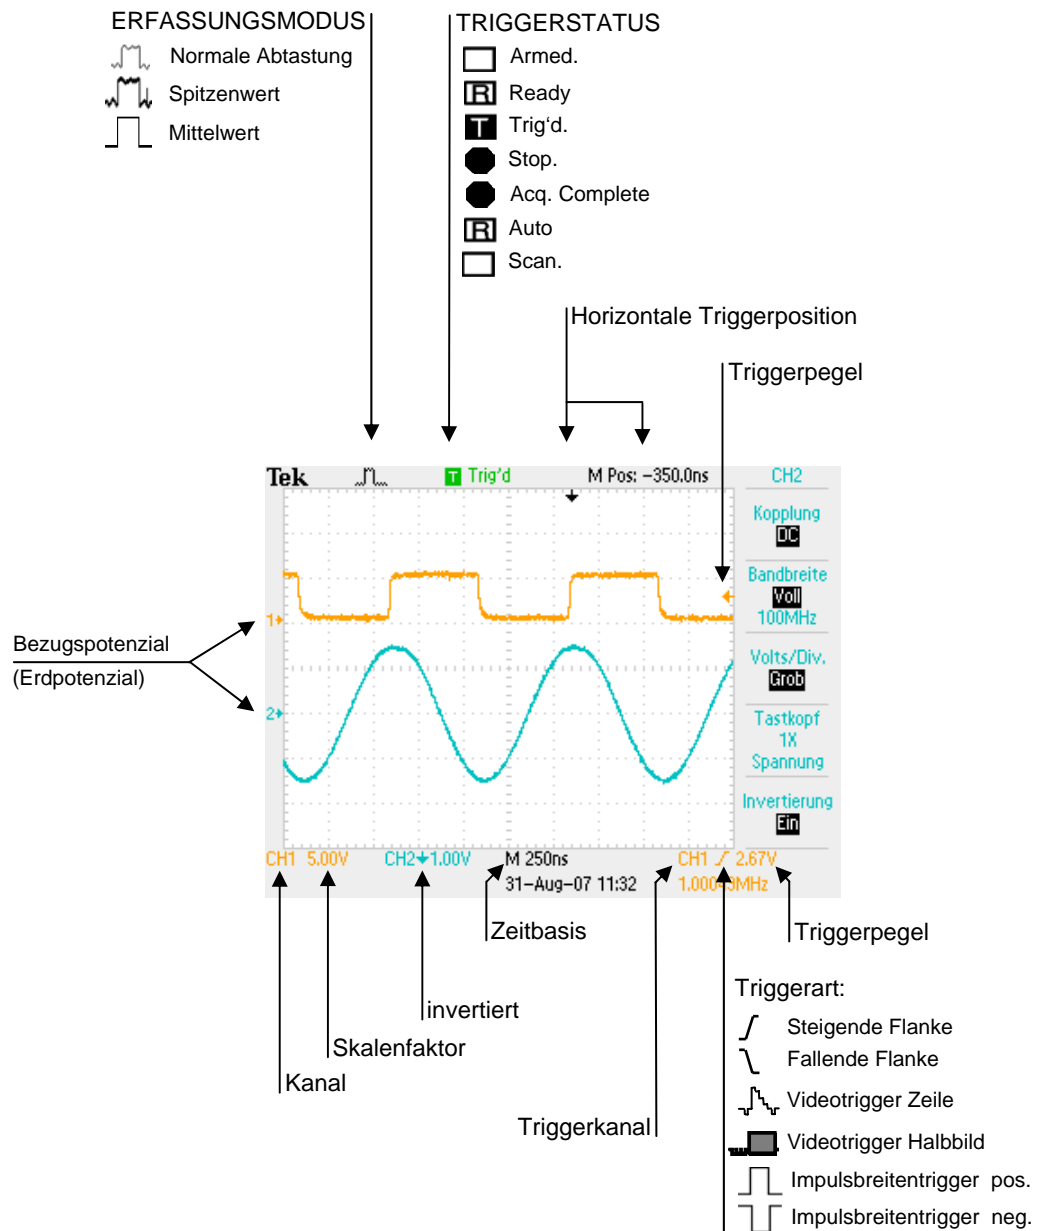 ERFASSUNGSMODUS
Normale Abtastung
Spitzenwert
Mittelwert
TRIGGERSTATUS
Armed.
R Ready
T Trig'd.
Stop.
Acq. Complete
R Auto
Scan.
Horizontale Triggerposition
Triggerpegel
Tek
T Trig'd
M Pos: -350.0ns
CH2
Kopplung
DC
Bandbreite
Voll
100MHz
Volts/Div.
Grob
Tastkopf
1X
Spannung
Invertierung
Ein
Bezugspotenzial
(Erdpotenzial)
1
2
CH1 5.00V CH2 1.00V M 250ns CH1 2.67V
31-Aug-07 11:32
Zeitbasis
Triggerpegel
invertiert
Skalenfaktor
Kanal
Triggerkanal
Triggerart:
Steigende Flanke
Fallende Flanke
Videotrigger Zeile
Videotrigger Halbbild
Impulsbreitentrigger pos.
Impulsbreitentrigger neg.